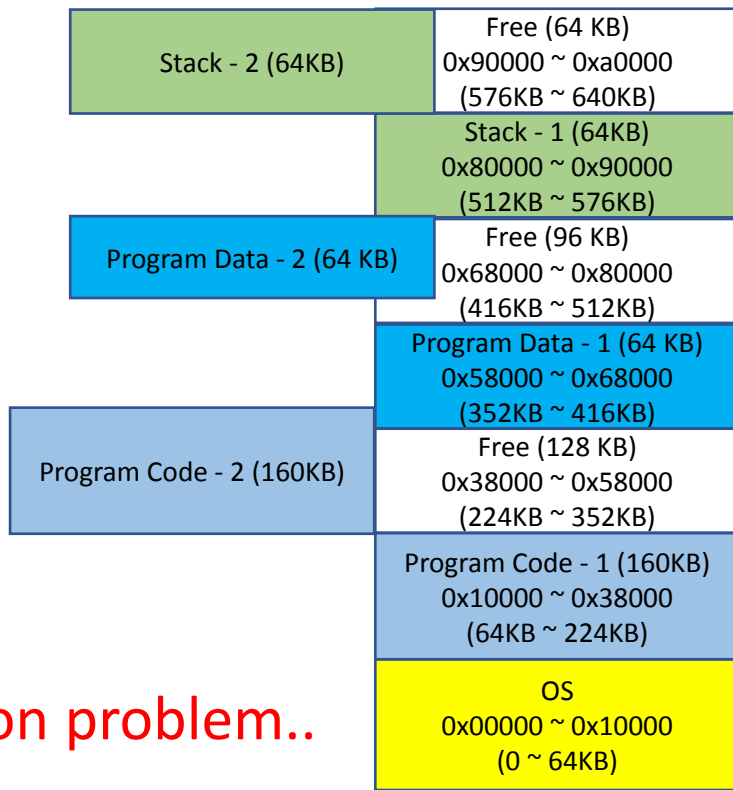 Stack - 2 (64KB)
Free (64 KB)
0x90000 ~ 0xa0000
(576KB ~ 640KB)
Stack - 1 (64KB)
0x80000 ~ 0x90000
(512KB ~ 576KB)
Program Data - 2 (64 KB)
Free (96 KB)
0x68000 ~ 0x80000
(416KB ~ 512KB)
Program Data - 1 (64 KB)
0x58000 ~ 0x68000
(352KB ~ 416KB)
Program Code - 2 (160KB)
Free (128 KB)
0x38000 ~ 0x58000
(224KB ~ 352KB)
Program Code - 1 (160KB)
0x10000 ~ 0x38000
(64KB ~ 224KB)
on problem..
OS
0x00000 ~ 0x10000
(0 ~ 64KB)